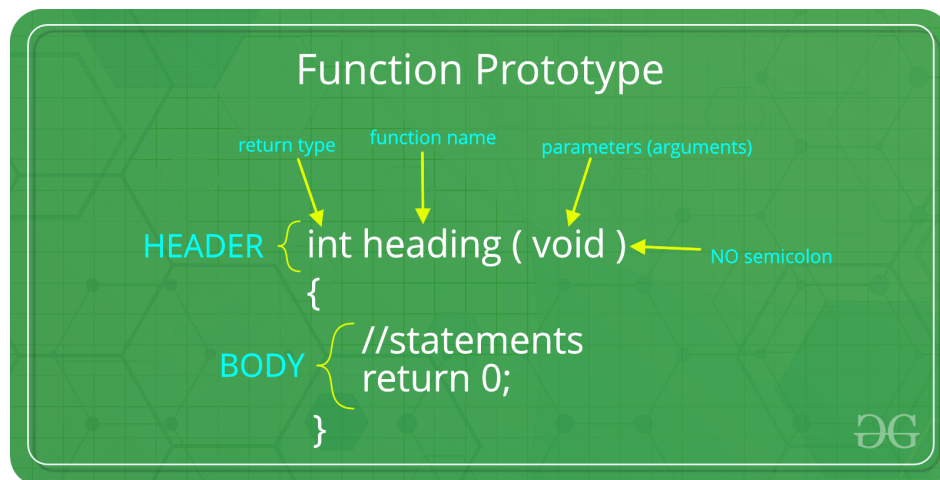 Function Prototype
return type
function name
parameters (arguments)
HEADER
int heading ( void )
NO semicolon
{
//statements
BODY
return 0;
}
GG